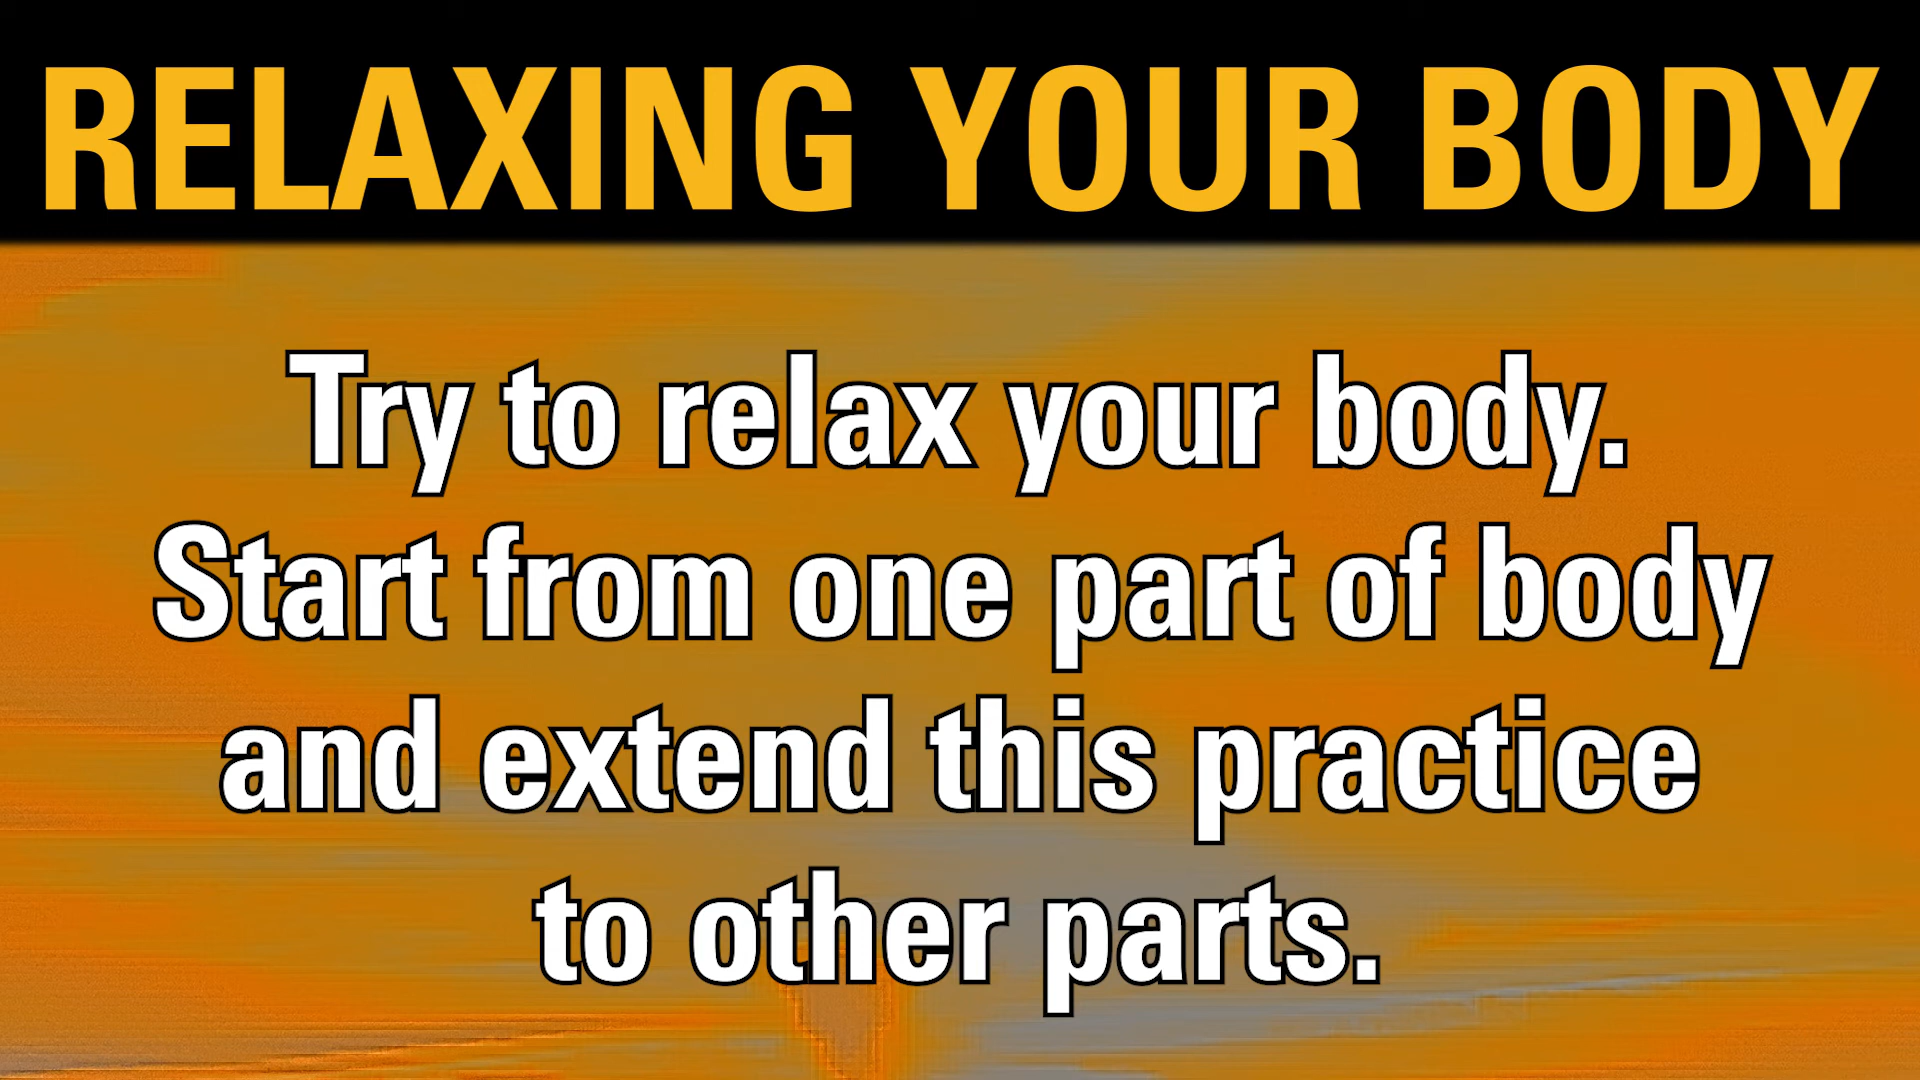 RELAXING YOUR BODY
Try to relax your body.
Start from one part of body
and extend this practice
to other parts.